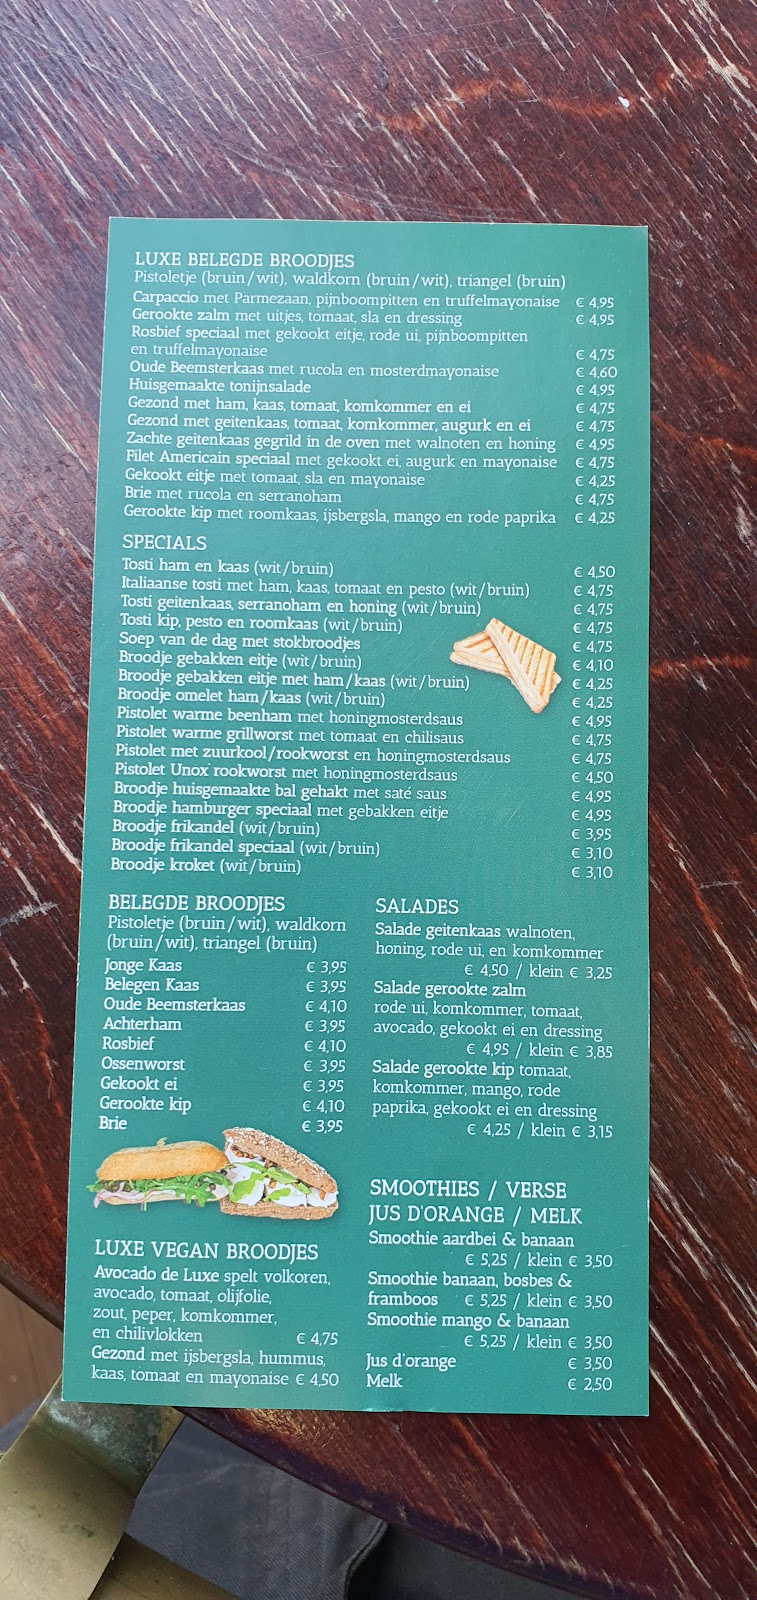 LUXE BELEGDE BROODJES
Pistoletje (bruin/wit), waldkorn (bruin/wit), triangel (bruin)
Carpaccio met Parmezaan, pijnboompitten en truffelmayonaise € 4,95
Gerookte zalm met uitjes, tomaat, sla en dressing € 4,95
Rosbief speciaal met gekookt eitje, rode ui, pijnboompitten
en truffelmayonaise € 4,75
Oude Beemsterkaas met rucola en mosterdmayonaise € 4,60
Huisgemaakte tonijnsalade € 4,95
Gezond met ham, kaas, tomaat, komkommer en ei € 4,75
Gezond met geitenkaas, tomaat, komkommer, augurk en ei € 4,75
Zachte geitenkaas gegrild in de oven met walnoten en honing € 4,95
Filet Americain speciaal met gekookt ei, augurk en mayonaise € 4,75
Gekookt eitje met tomaat, sla en mayonaise € 4,25
Brie met rucola en serranoham € 4,75
Gerookte kip met roomkaas, ijsbergsla, mango en rode paprika € 4,25
SPECIALS
Tosti ham en kaas (wit/bruin) € 4,50
Italiaanse tosti met ham, kaas, tomaat en pesto (wit/bruin) € 4,75
Tosti geitenkaas, serranoham en honing (wit/bruin) € 4,75
Tosti kip, pesto en roomkaas (wit/bruin) € 4,75
Soep van de dag met stokbroodjes € 4,75
Broodje gebakken eitje (wit/bruin) € 4,10
Broodje gebakken eitje met ham/kaas (wit/bruin) € 4,25
Broodje omelet ham/kaas (wit/bruin) € 4,25
Pistolet warme beenham met honingmosterdsaus € 4,95
Pistolet warme grillworst met tomaat en chilisaus € 4,75
Pistolet met zuurkool/rookworst en honingmosterdsaus € 4,75
Pistolet Unox rookworst met honingmosterdsaus € 4,50
Broodje huisgemaakte bal gehakt met saté saus € 4,95
Broodje hamburger speciaal met gebakken eitje € 4,95
Broodje frikandel (wit/bruin) € 3,95
Broodje frikandel speciaal (wit/bruin) € 3,10
Broodje kroket (wit/bruin) € 3,10
BELEGDE BROODJES
Pistoletje (bruin/wit), waldkorn
(bruin/wit), triangel (bruin)
Jonge Kaas € 3,95
Belegen Kaas € 3,95
Oude Beemsterkaas € 4,10
Achterham € 3,95
Rosbief € 4,10
Ossenworst € 3,95
Gekookt ei € 3,95
Gerookte kip € 4,10
Brie € 3,95
LUXE VEGAN BROODJES
Avocado de Luxe spelt volkoren,
avocado, tomaat, olijfolie,
zout, peper, komkommer,
en chilivlokken € 4,75
Gezond met ijsbergsla, hummus,
kaas, tomaat en mayonaise € 4,50
SALADES
Salade geitenkaas walnoten,
honing, rode ui, en komkommer
€ 4,50 / klein € 3,25
Salade gerookte zalm
rode ui, komkommer, tomaat,
avocado, gekookt ei en dressing
€ 4,95 / klein € 3,85
Salade gerookte kip tomaat,
komkommer, mango, rode
paprika, gekookt ei en dressing
€ 4,25 / klein € 3,15
SMOOTHIES / VERSE
JUS D'ORANGE / MELK
Smoothie aardbei & banaan
€ 5,25 / klein € 3,50
Smoothie banaan, bosbes &
framboos € 5,25 / klein € 3,50
Smoothie mango & banaan
€ 5,25 / klein € 3,50
Jus d'orange € 3,50
Melk € 2,50